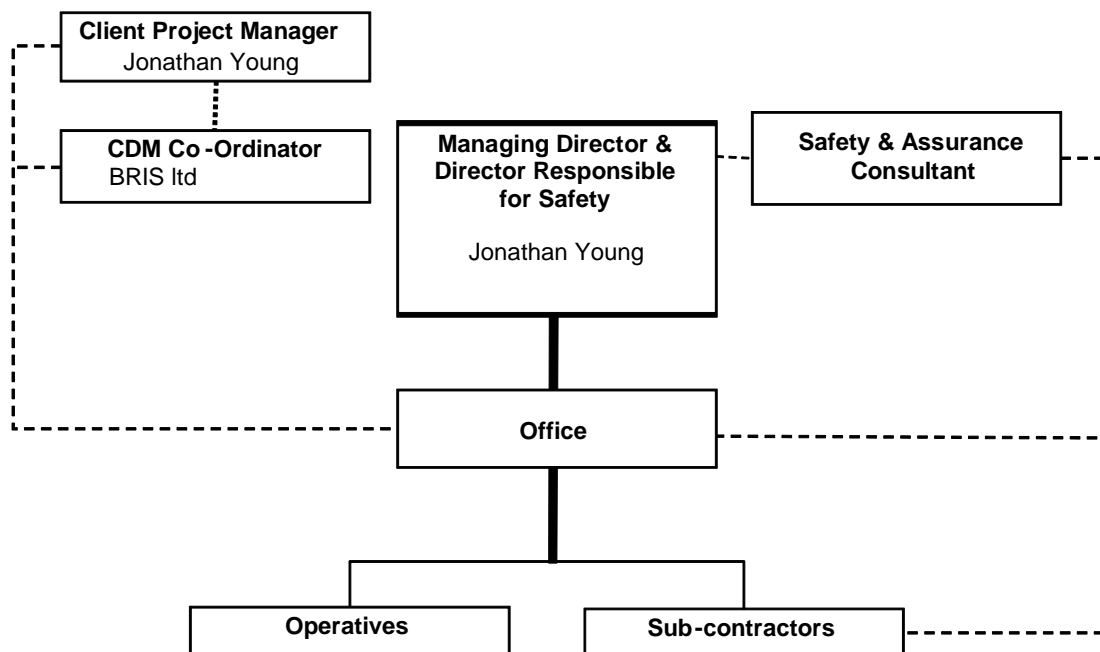 Client Project Manager
Jonathan Young
CDM Co -Ordinator
BRIS ltd
Managing Director &
Director Responsible
for Safety
Jonathan Young
Safety & Assurance
Consultant
Office
Operatives
Sub-contractors